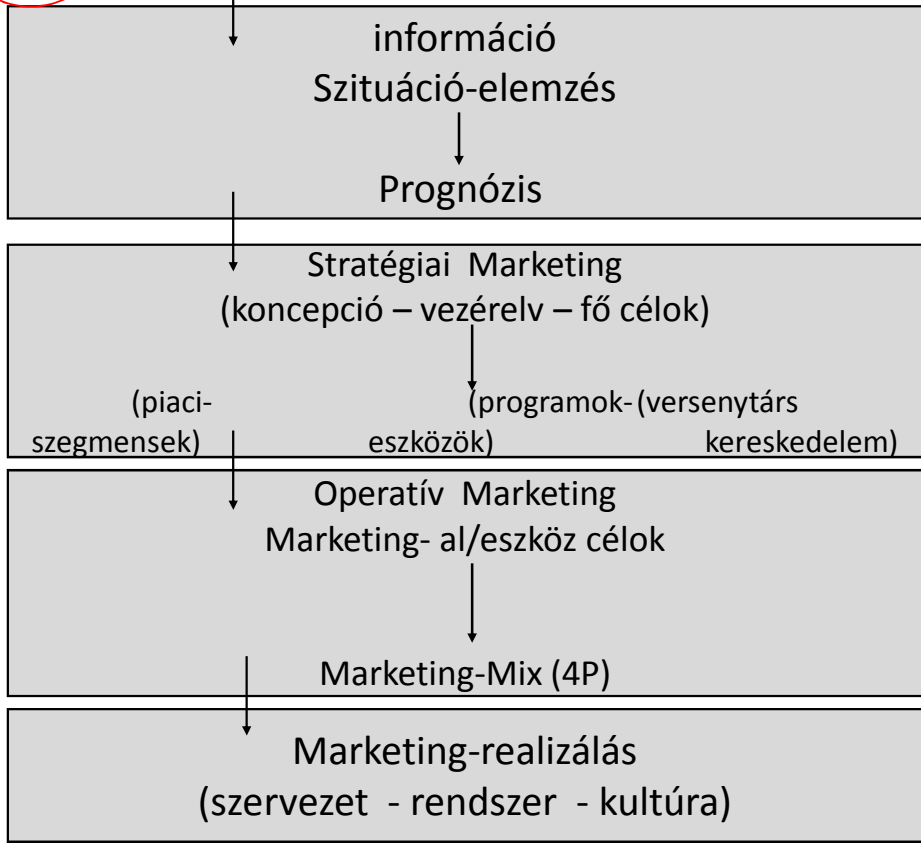 információ
Szituáció-elemzés
Prognózis
Stratégiai Marketing
(koncepció – vezérelv – fő célok)
(piaci- (programok- (versenytárs
szegmensek) eszközök) kereskedelem)
Operatív Marketing
Marketing- al/eszköz célok
Marketing-Mix (4P)
Marketing-realizálás
(szervezet - rendszer - kultúra)